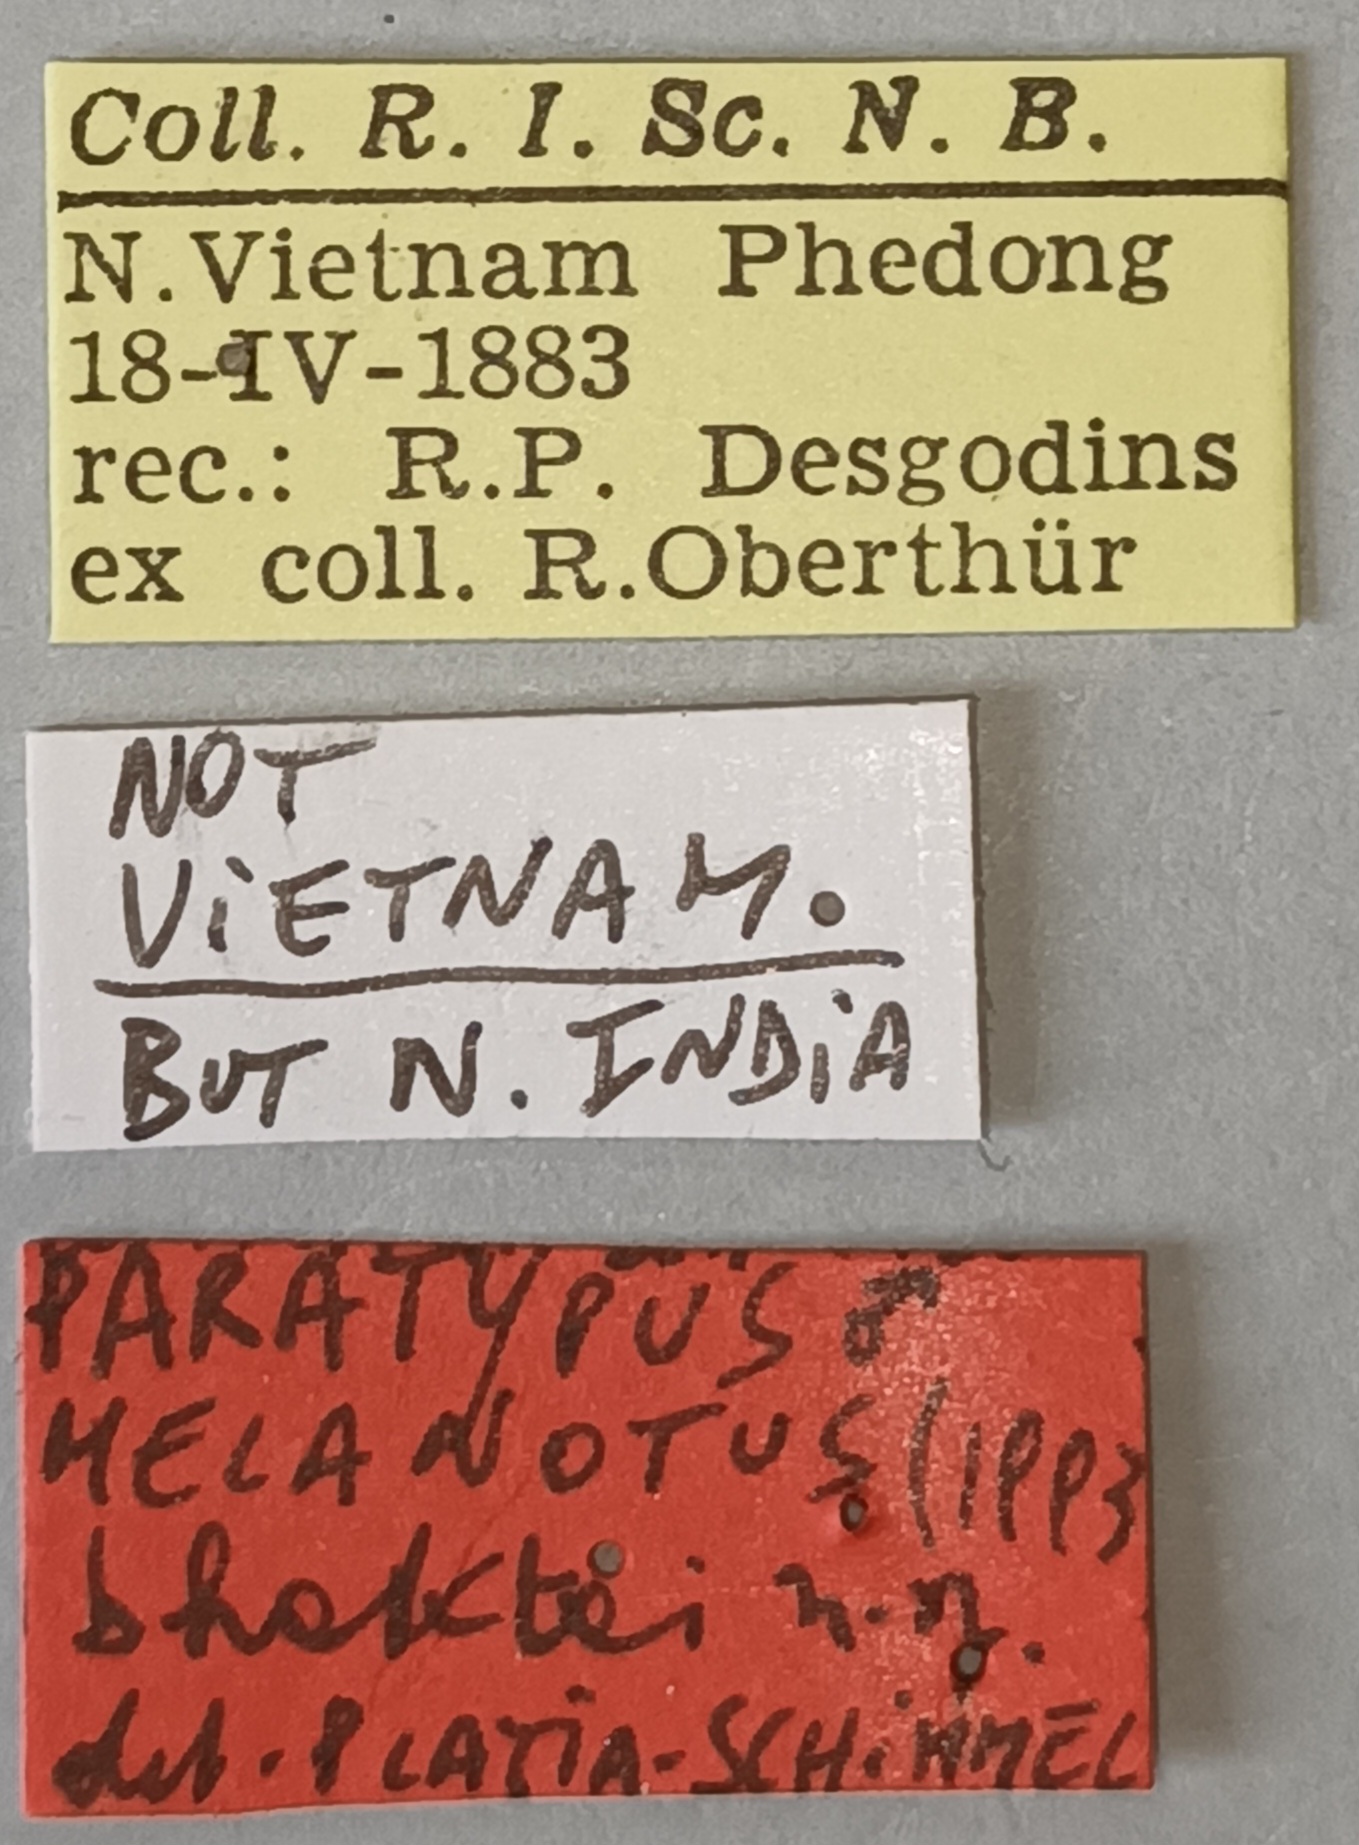 Coll. R. I. Sc. N. B.
N.Vietnam Phedong
18-IV-1883
rec.: R.P. Desgodins
ex coll. R.Oberthür
NOT
ViETNAM.
BUT N. INDiA
PARATYPUS ♂
MELANOTUS (1993
bhaktai n.n.
det. PLATIA-SCHiMMEL